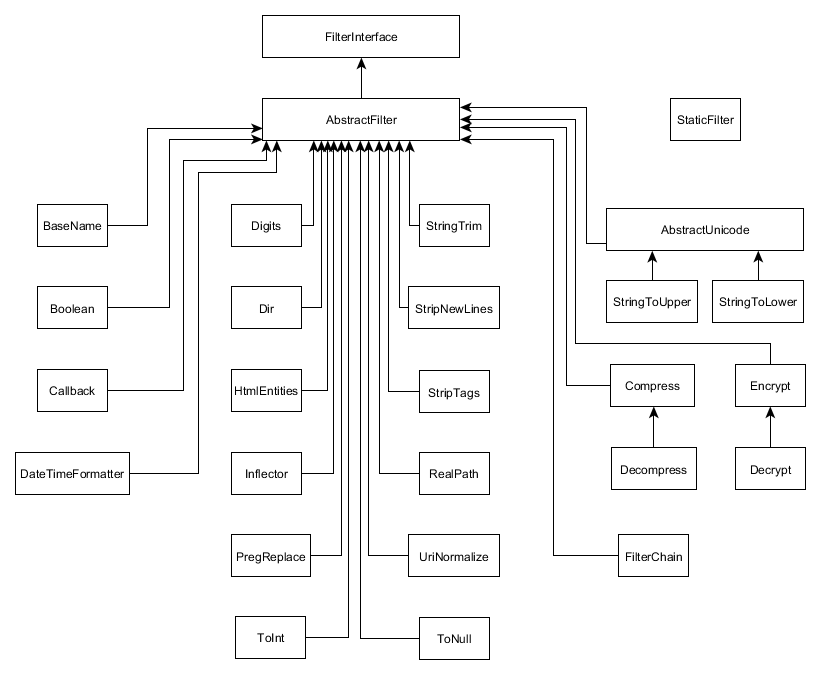 FilterInterface
AbstractFilter
StaticFilter
BaseName
Digits
StringTrim
AbstractUnicode
Boolean
Dir
StripNewLines
StringToUpper
StringToLower
Callback
HtmlEntities
StripTags
Compress
Encrypt
DateTimeFormatter
Inflector
RealPath
Decompress
Decrypt
PregReplace
UriNormalize
FilterChain
ToInt
ToNull